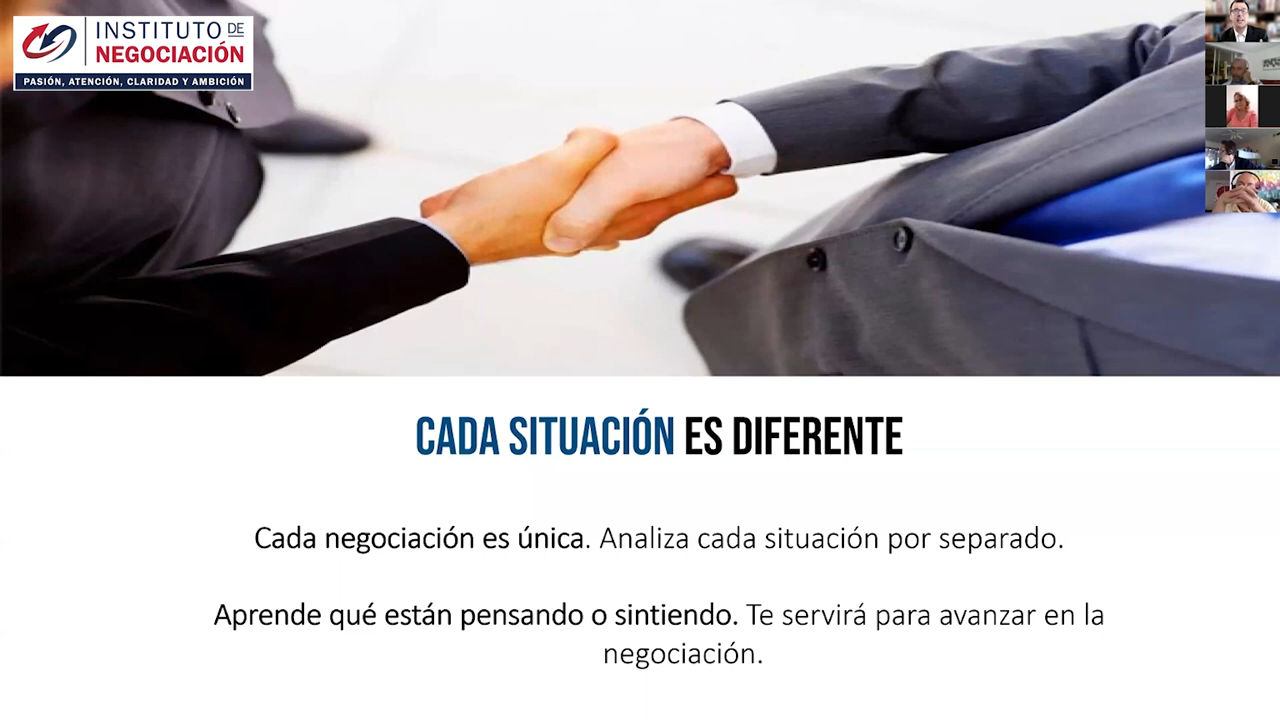 INSTITUTO DE
NEGOCIACIÓN
PASIÓN, ATENCIÓN, CLARIDAD Y AMBICIÓN
CADA SITUACIÓN ES DIFERENTE
Cada negociación es única. Analiza cada situación por separado.
Aprende qué están pensando o sintiendo. Te servirá para avanzar en la
negociación.